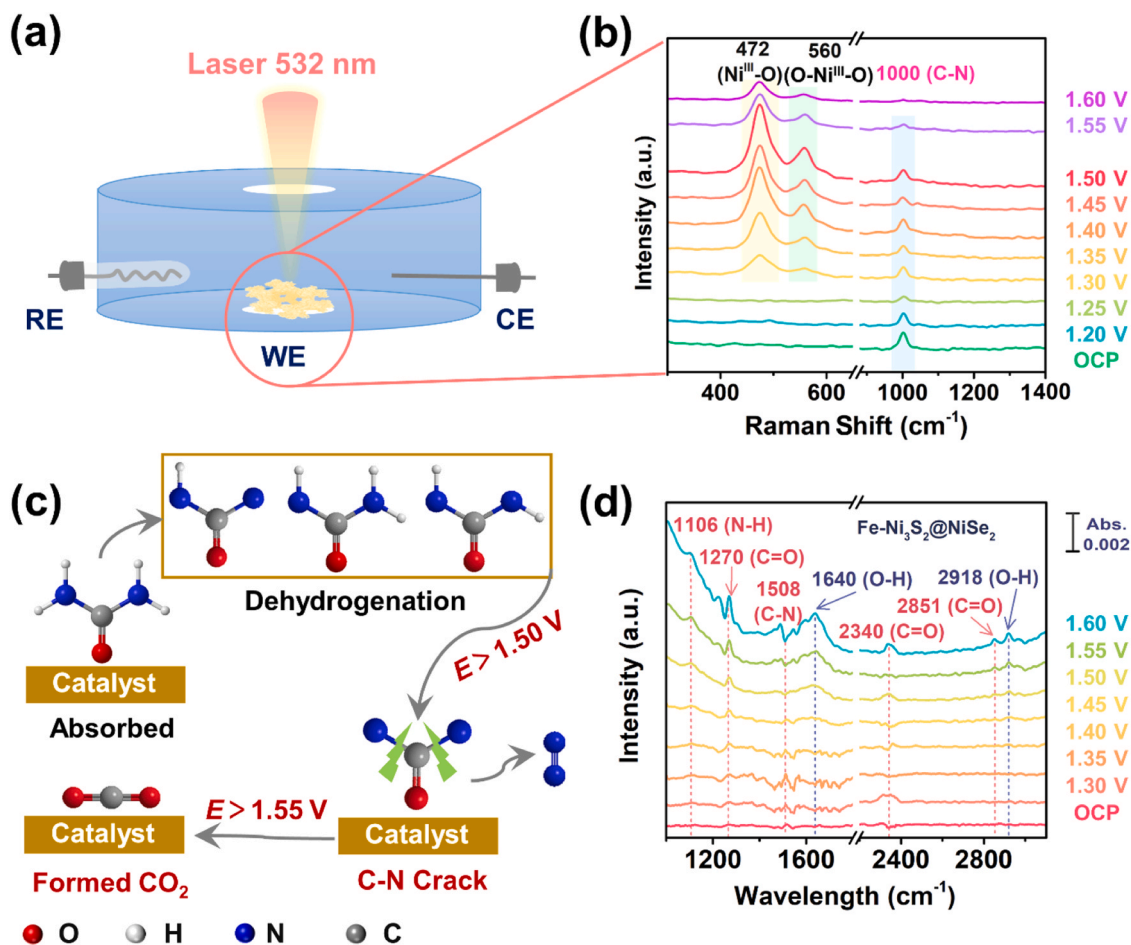 (a)
Laser 532 nm
RE
WE
CE
(b)
472
560
(Ni^III-O)
(O-Ni^III-O)
1000 (C-N)
1.60 V
1.55 V
1.50 V
1.45 V
1.40 V
1.35 V
1.30 V
1.25 V
1.20 V
OCP
Intensity (a.u.)
400
600
1000
1200
1400
Raman Shift (cm⁻¹)
(c)
Dehydrogenation
Catalyst
Absorbed
E > 1.50 V
Catalyst
C-N Crack
E > 1.55 V
Catalyst
Formed CO₂
O
H
N
C
(d)
1106 (N-H)
Fe-Ni₃S₂@NiSe₂
Abs.
0.002
1270 (C=O)
1508
(C-N)
1640 (O-H)
2340 (C=O)
2851 (C=O)
2918 (O-H)
1.60 V
1.55 V
1.50 V
1.45 V
1.40 V
1.35 V
1.30 V
OCP
Intensity (a.u.)
1200
1600
2400
2800
Wavelength (cm⁻¹)